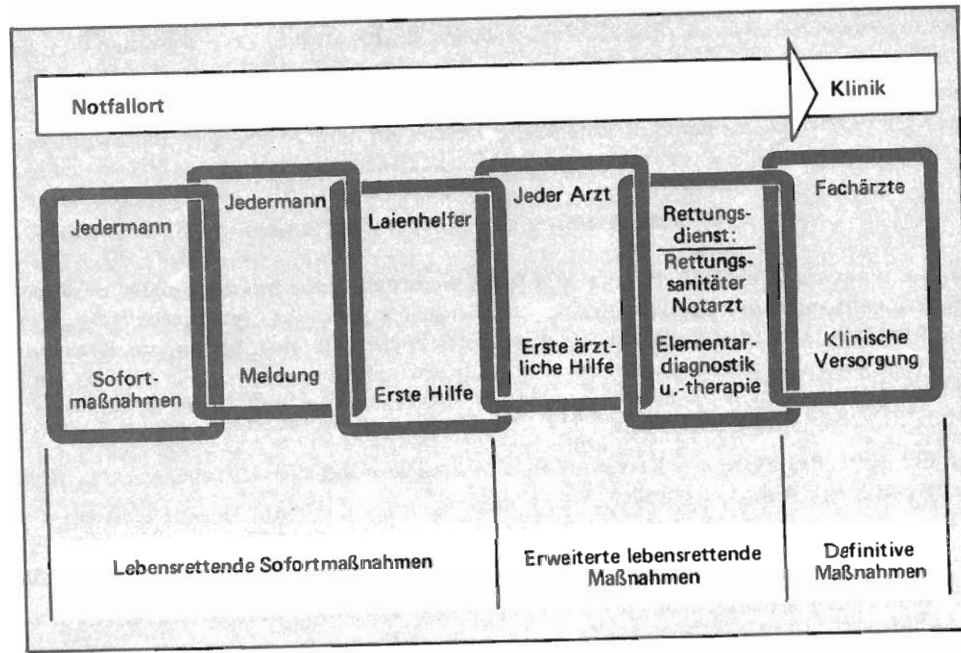 Notfallort
Klinik
Jedermann
Sofort-
maßnahmen
Jedermann
Meldung
Laienhelfer
Erste Hilfe
Jeder Arzt
Erste ärzt-
liche Hilfe
Rettungs-
dienst:
Rettungs-
sanitäter
Notarzt
Elementar-
diagnostik
u.-therapie
Fachärzte
Klinische
Versorgung
Lebensrettende Sofortmaßnahmen
Erweiterte lebensrettende
Maßnahmen
Definitive
Maßnahmen